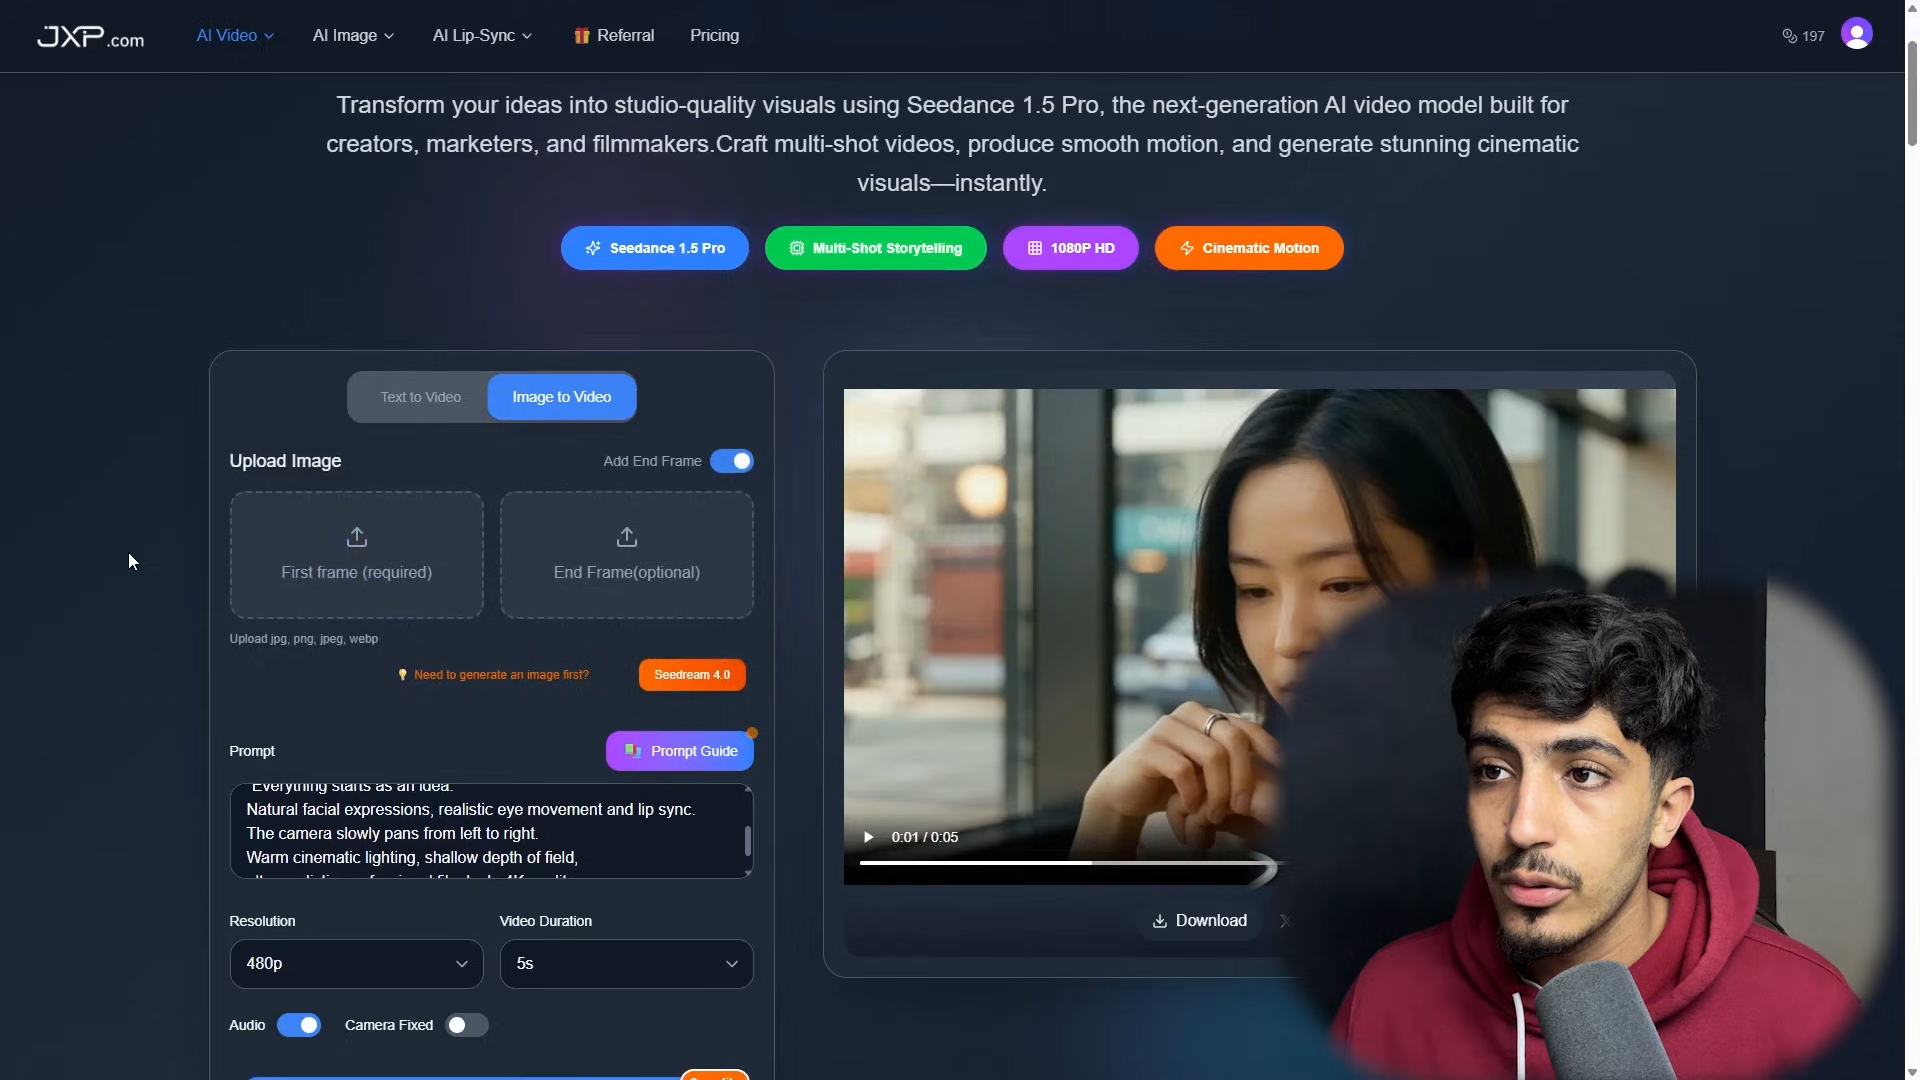 JXP.com
AI Video
AI Image
AI Lip-Sync
Referral
Pricing
197
Transform your ideas into studio-quality visuals using Seedance 1.5 Pro, the next-generation AI video model built for
creators, marketers, and filmmakers.Craft multi-shot videos, produce smooth motion, and generate stunning cinematic
visuals—instantly.
Seedance 1.5 Pro
Multi-Shot Storytelling
1080P HD
Cinematic Motion
Text to Video
Image to Video
Upload Image
Add End Frame
First frame (required)
End Frame(optional)
Upload jpg, png, jpeg, webp
Need to generate an image first?
Seedream 4.0
Prompt
Prompt Guide
Everything starts as an idea.
Natural facial expressions, realistic eye movement and lip sync.
The camera slowly pans from left to right.
Warm cinematic lighting, shallow depth of field,
Resolution
Video Duration
480p
5s
Audio
Camera Fixed
0:01 / 0:05
Download